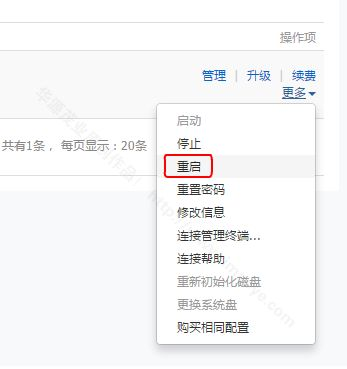 操作项
管理 | 升级 | 续费
更多
启动
共有1条， 每页显示：20条
停止
重启
重置密码
修改信息
连接管理终端...
连接帮助
重新初始化磁盘
更换系统盘
购买相同配置